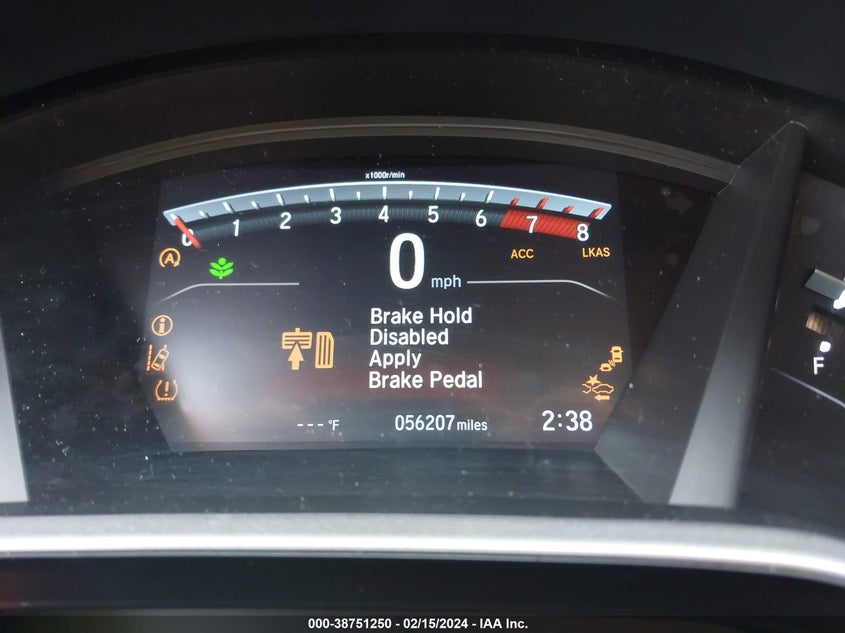 x1000r/min
0 1 2 3 4 5 6 7 8
A
0 mph
ACC LKAS
Brake Hold
Disabled
Apply
Brake Pedal
--- °F 056207 miles 2:38
F
000-38751250 - 02/15/2024 - IAA Inc.